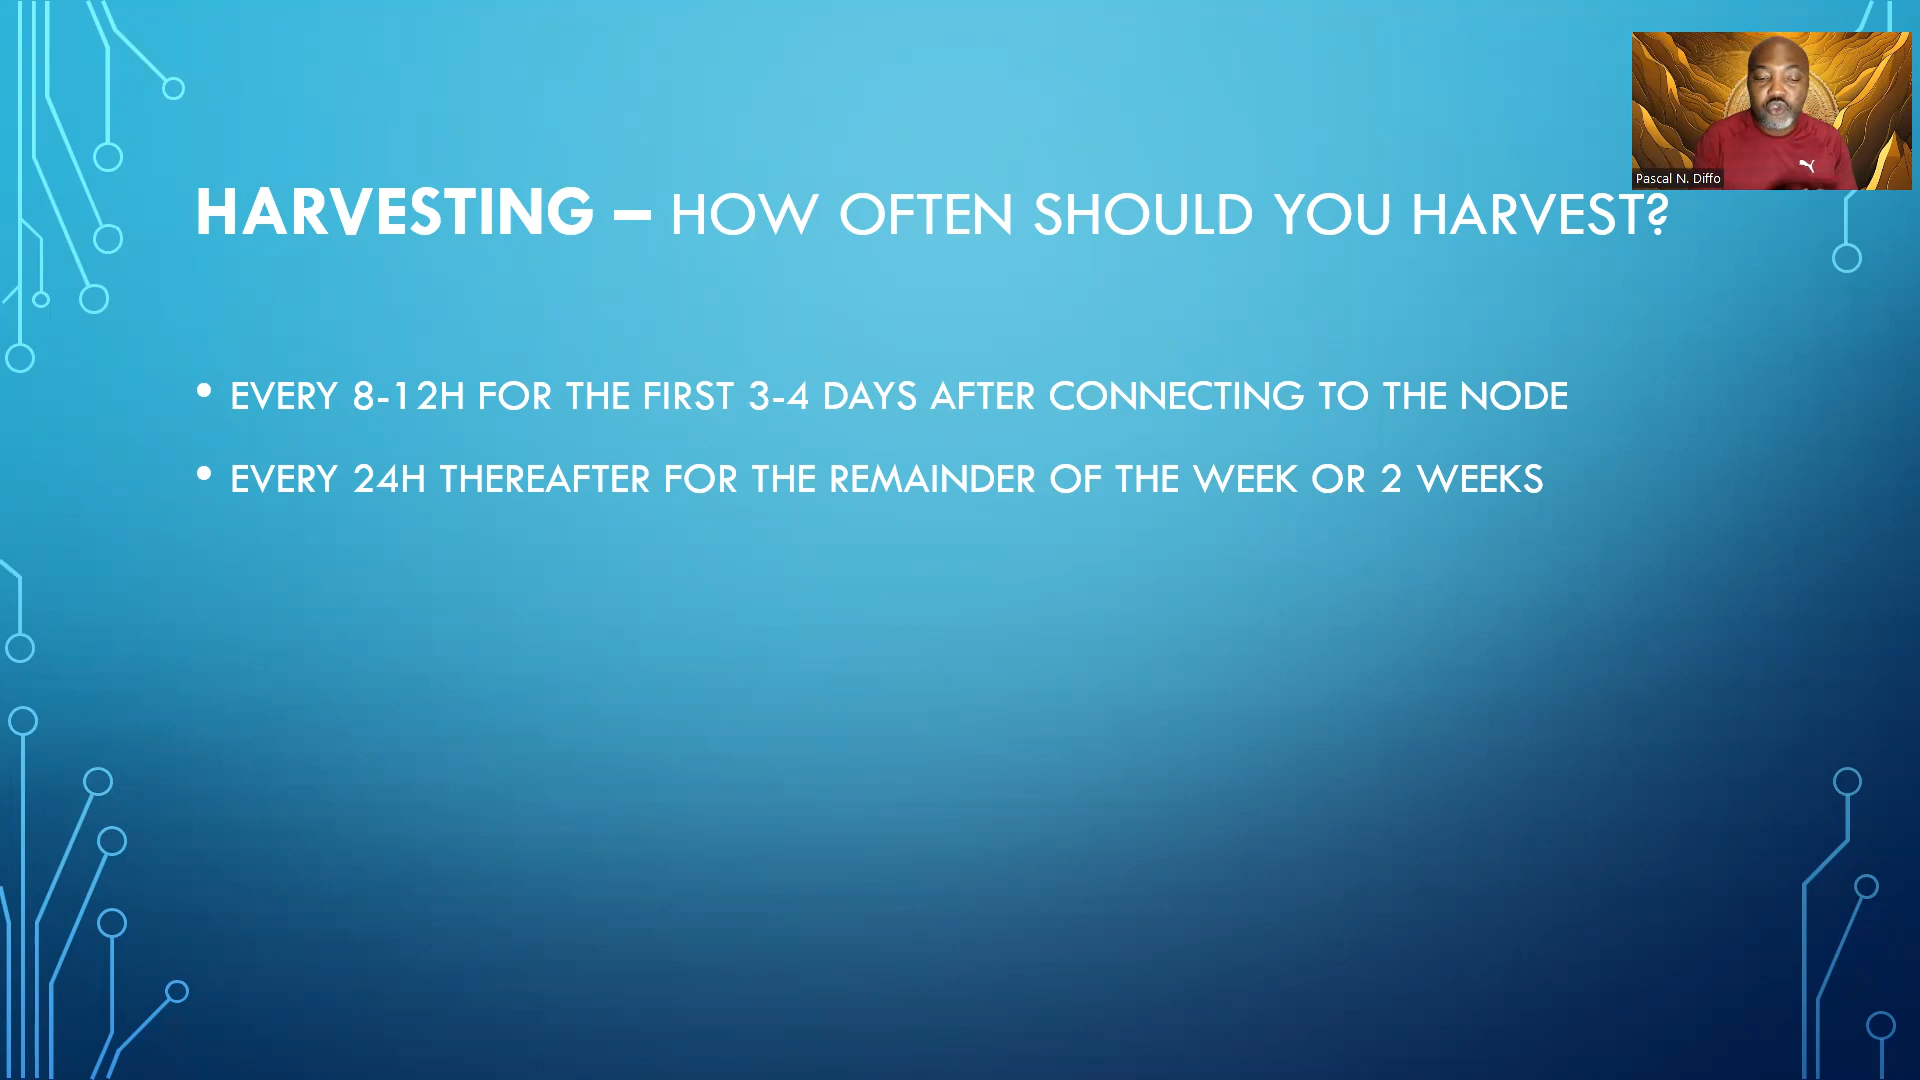 Pascal N. Diffo
HARVESTING – HOW OFTEN SHOULD YOU HARVEST?
• EVERY 8-12H FOR THE FIRST 3-4 DAYS AFTER CONNECTING TO THE NODE
• EVERY 24H THEREAFTER FOR THE REMAINDER OF THE WEEK OR 2 WEEKS